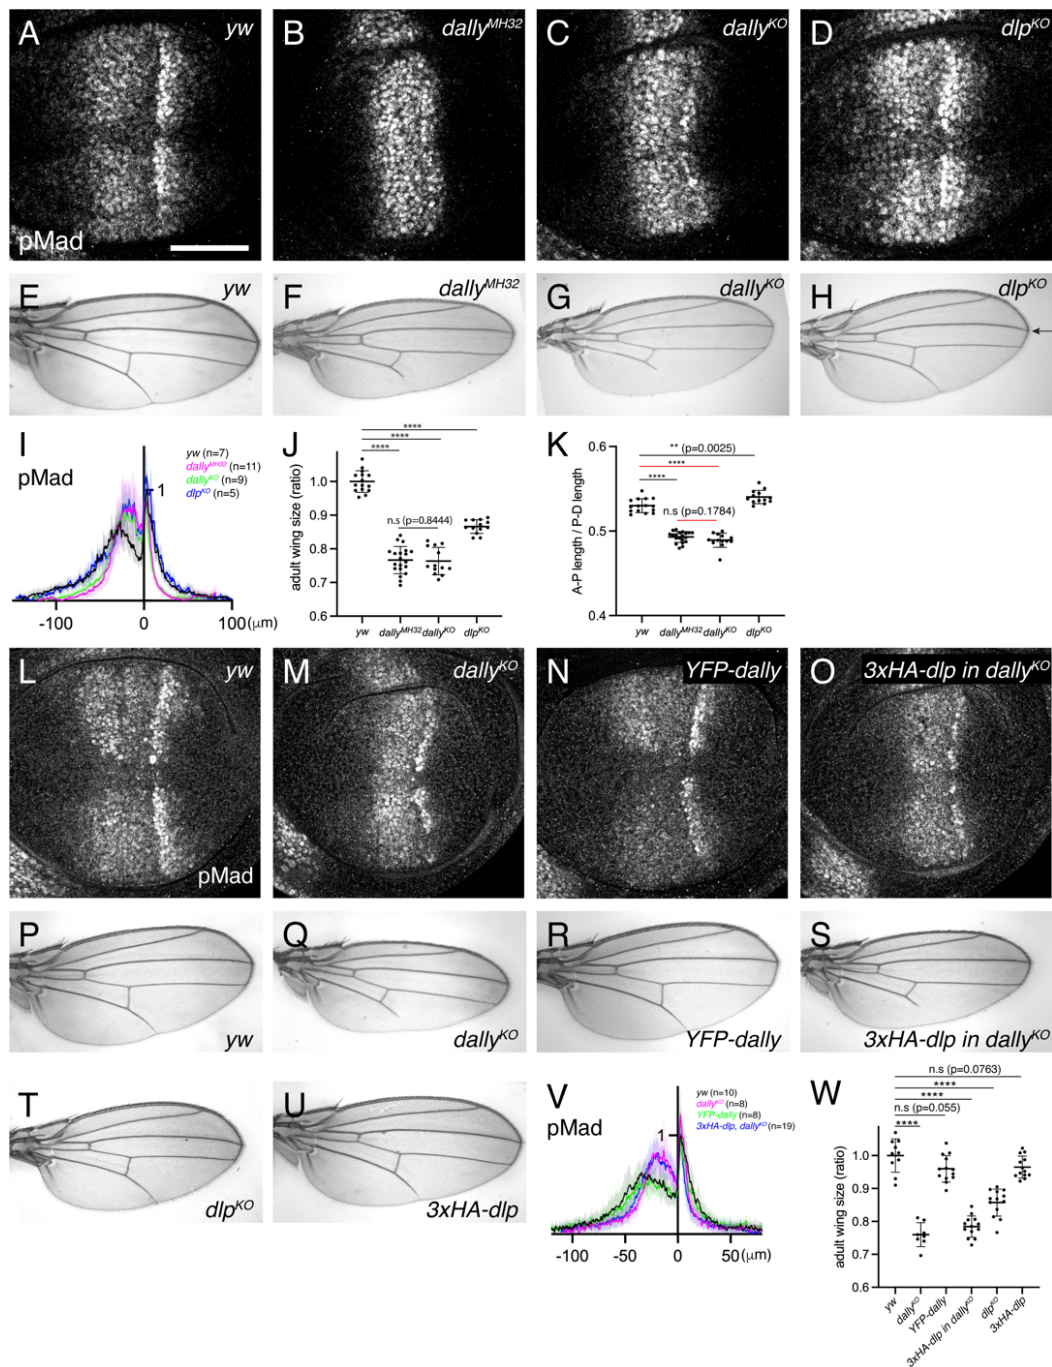 A yw
B dally^MH32
C dally^KO
D dlp^KO
pMad
E yw
F dally^MH32
G dally^KO
H dlp^KO
I
pMad
yw (n=7)
dally^MH32 (n=11)
dally^KO (n=9)
dlp^KO (n=5)
1
-100 0 100 (μm)
J
adult wing size (ratio)
****
****
****
n.s (p=0.8444)
1.0
0.9
0.8
0.7
0.6
yw dally^MH32 dally^KO dlp^KO
K
A-P length / P-D length
** (p=0.0025)
****
****
n.s (p=0.1784)
0.6
0.5
0.4
yw dally^MH32 dally^KO dlp^KO
L yw
M dally^KO
N YFP-dally
O 3xHA-dlp in dally^KO
pMad
P yw
Q dally^KO
R YFP-dally
S 3xHA-dlp in dally^KO
T dlp^KO
U 3xHA-dlp
V
pMad
yw (n=10)
dally^KO (n=8)
YFP-dally (n=8)
3xHA-dlp, dally^KO (n=19)
1
-100 -50 0 50 (μm)
W
adult wing size (ratio)
n.s (p=0.0763)
****
****
n.s (p=0.055)
****
1.0
0.9
0.8
0.7
0.6
yw
dally^KO
YFP-dally
3xHA-dlp in dally^KO
dlp^KO
3xHA-dlp